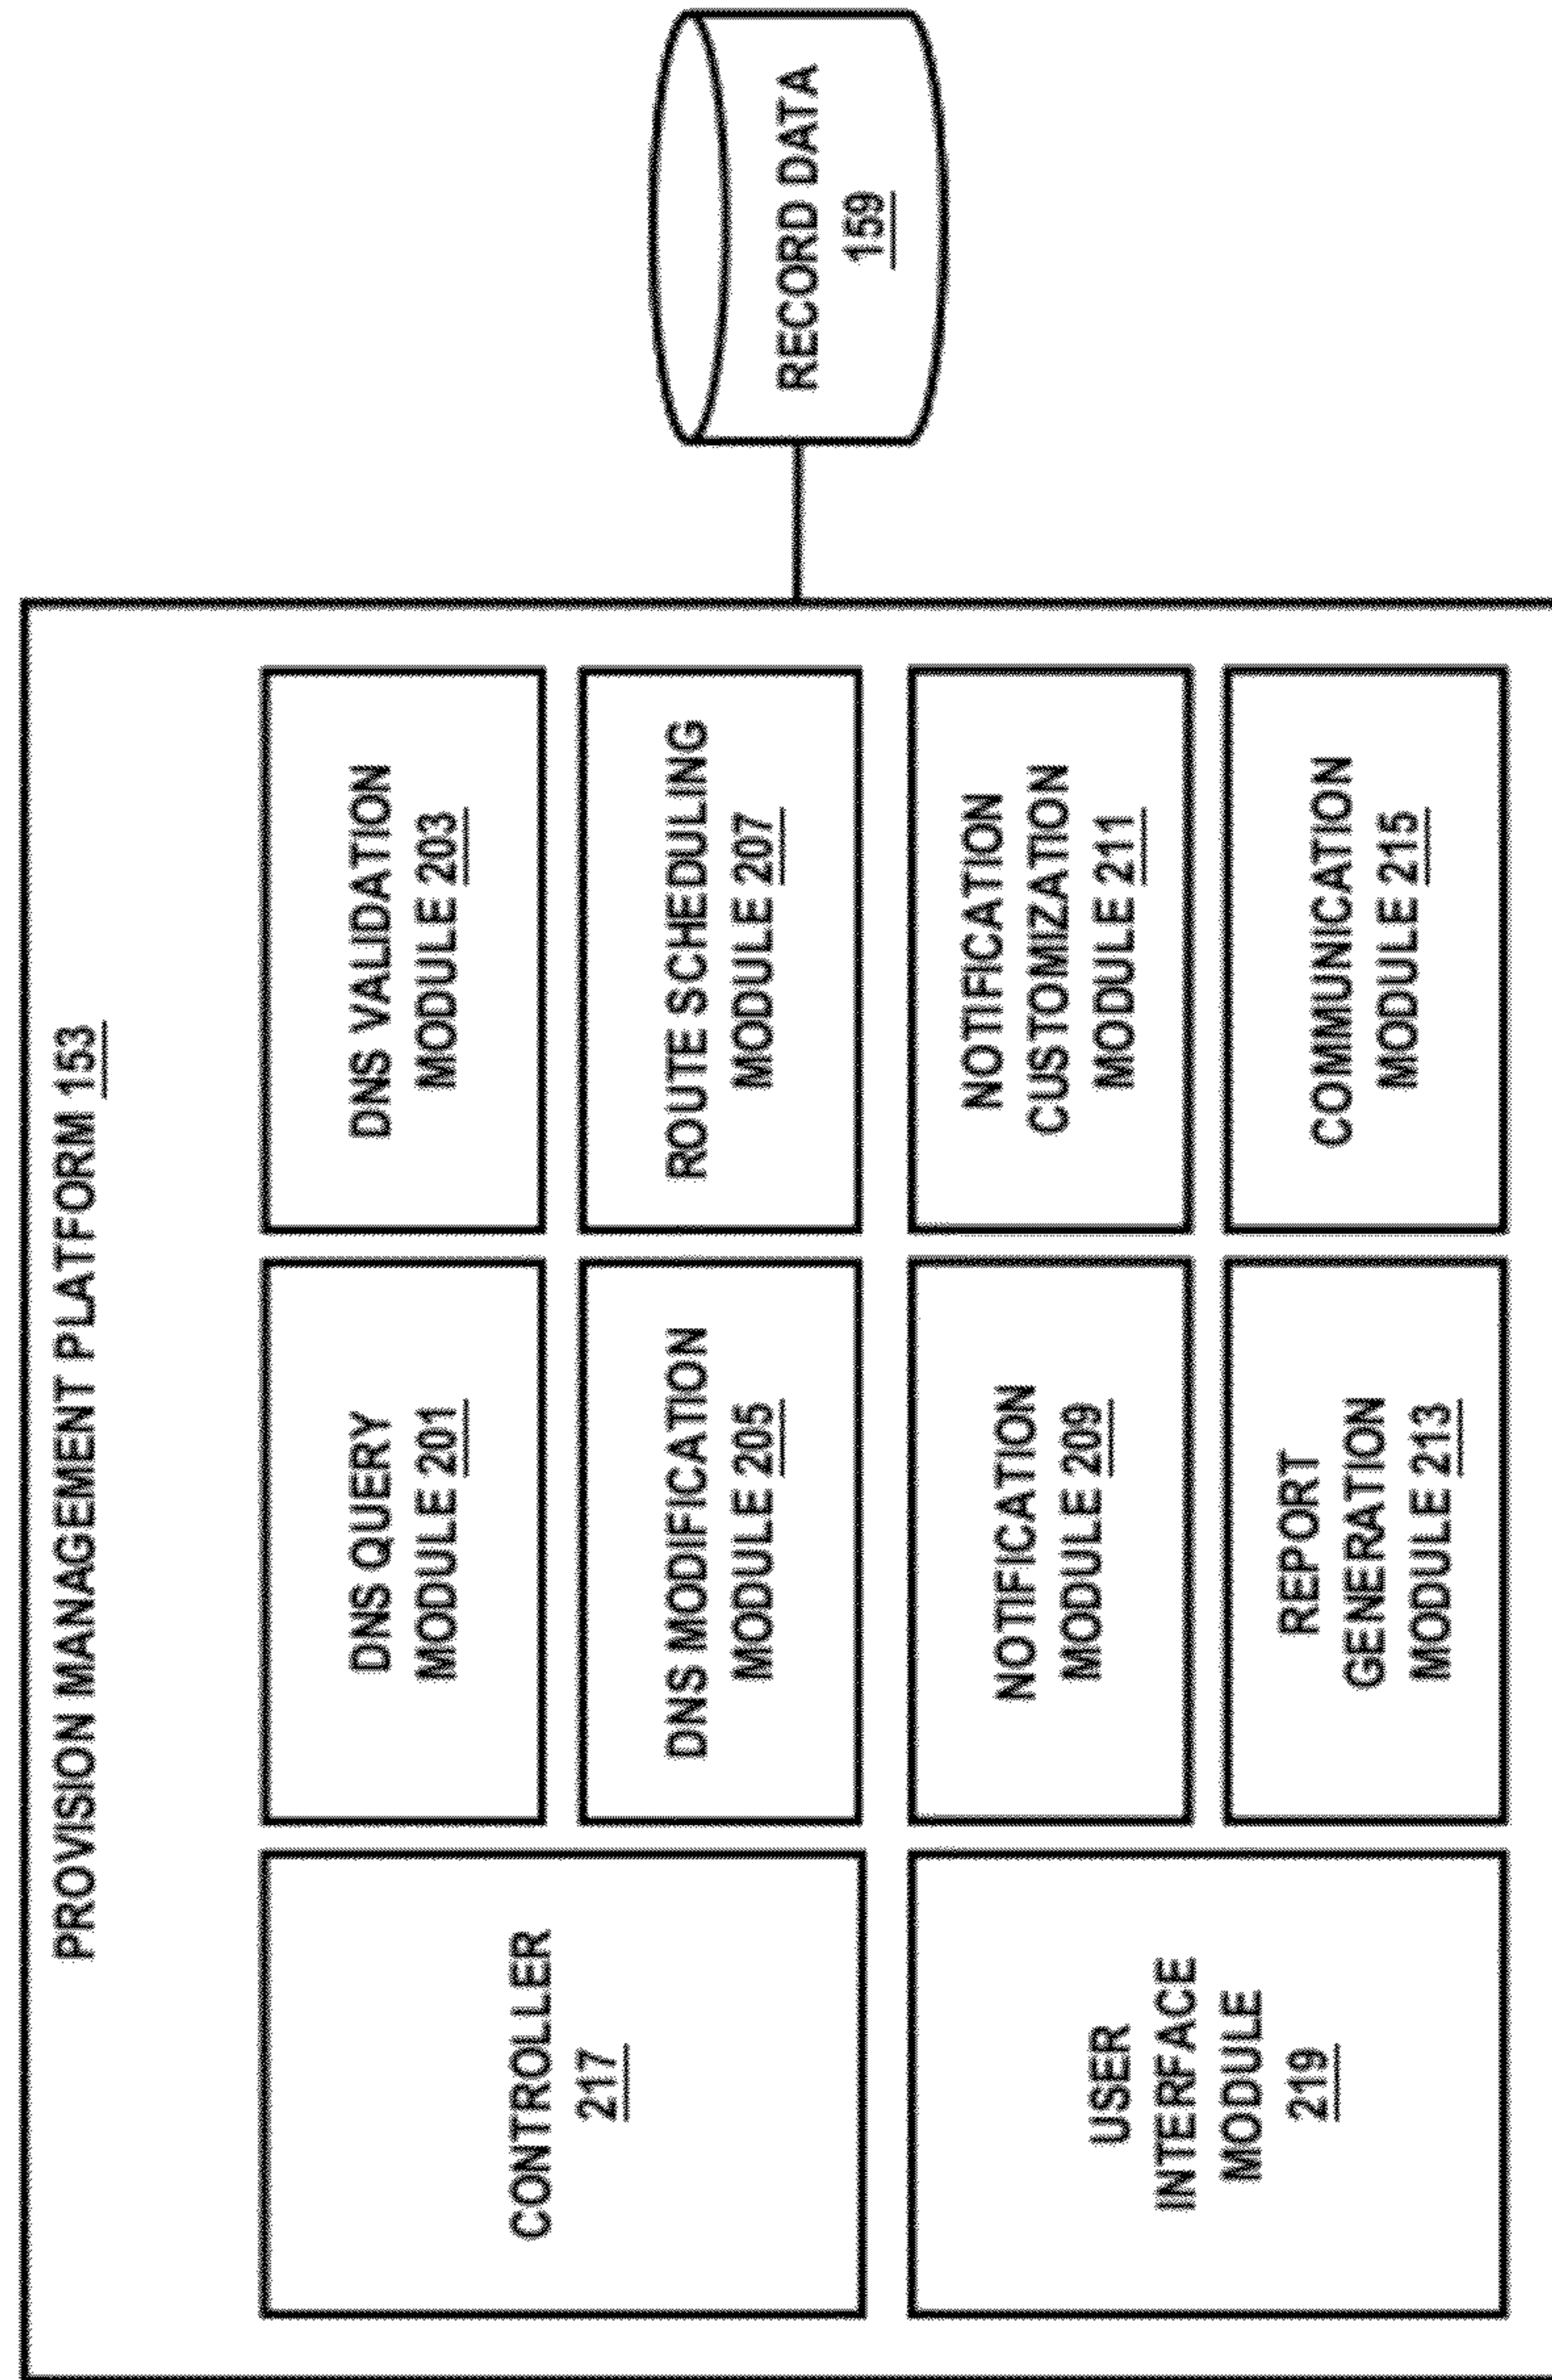 PROVISION MANAGEMENT PLATFORM 153
CONTROLLER
217
DNS QUERY
MODULE 201
DNS VALIDATION
MODULE 203
DNS MODIFICATION
MODULE 205
ROUTE SCHEDULING
MODULE 207
USER
INTERFACE
MODULE
219
NOTIFICATION
MODULE 209
NOTIFICATION
CUSTOMIZATION
MODULE 211
REPORT
GENERATION
MODULE 213
COMMUNICATION
MODULE 215
RECORD DATA
159